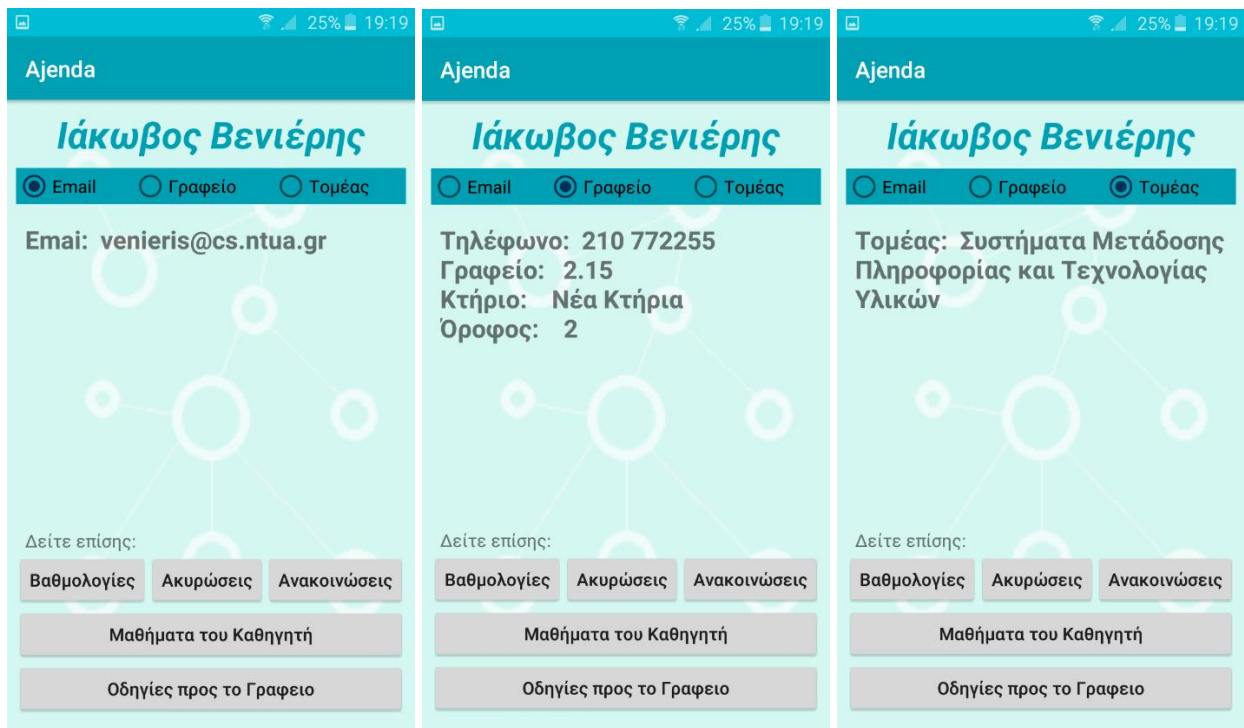 25% 19:19
Ajenda
Ιάκωβος Βενιέρης
Email Γραφείο Τομέας
Emai: venieris@cs.ntua.gr
Δείτε επίσης:
Βαθμολογίες Ακυρώσεις Ανακοινώσεις
Μαθήματα του Καθηγητή
Οδηγίες προς το Γραφειο
25% 19:19
Ajenda
Ιάκωβος Βενιέρης
Email Γραφείο Τομέας
Τηλέφωνο: 210 772255
Γραφείο: 2.15
Κτήριο: Νέα Κτήρια
Όροφος: 2
Δείτε επίσης:
Βαθμολογίες Ακυρώσεις Ανακοινώσεις
Μαθήματα του Καθηγητή
Οδηγίες προς το Γραφειο
25% 19:19
Ajenda
Ιάκωβος Βενιέρης
Email Γραφείο Τομέας
Τομέας: Συστήματα Μετάδοσης
Πληροφορίας και Τεχνολογίας
Υλικών
Δείτε επίσης:
Βαθμολογίες Ακυρώσεις Ανακοινώσεις
Μαθήματα του Καθηγητή
Οδηγίες προς το Γραφειο